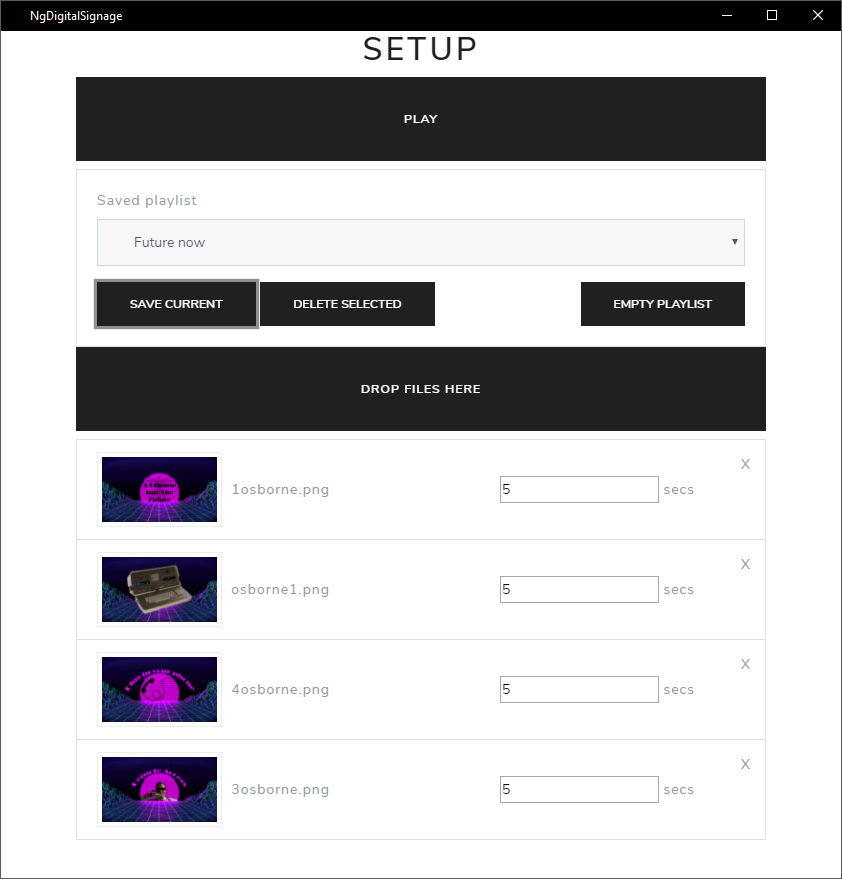 NgDigitalSignage
SETUP
PLAY
Saved playlist
Future now
SAVE CURRENT DELETE SELECTED EMPTY PLAYLIST
DROP FILES HERE
X
1osborne.png 5 secs
X
osborne1.png 5 secs
X
4osborne.png 5 secs
X
3osborne.png 5 secs